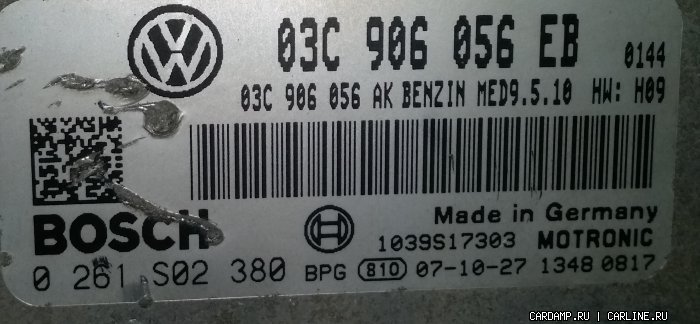 03C 906 056 EB 0144
03C 906 056 AK BENZIN MED9.5.10 HW: H09
BOSCH
Made in Germany
1039S17303 MOTRONIC
0 261 S02 380 BPG 810 07-10-27 1348 0817
CARDAMP.RU | CARLINE.RU